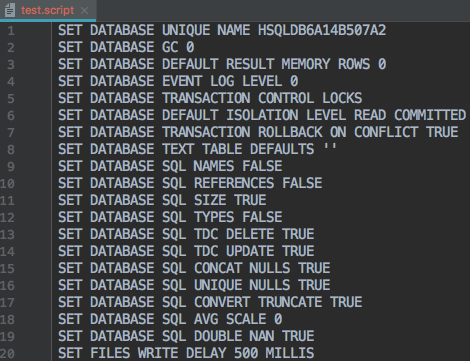 test.script ×
1 SET DATABASE UNIQUE NAME HSQLDB6A14B507A2
2 SET DATABASE GC 0
3 SET DATABASE DEFAULT RESULT MEMORY ROWS 0
4 SET DATABASE EVENT LOG LEVEL 0
5 SET DATABASE TRANSACTION CONTROL LOCKS
6 SET DATABASE DEFAULT ISOLATION LEVEL READ COMMITTED
7 SET DATABASE TRANSACTION ROLLBACK ON CONFLICT TRUE
8 SET DATABASE TEXT TABLE DEFAULTS ''
9 SET DATABASE SQL NAMES FALSE
10 SET DATABASE SQL REFERENCES FALSE
11 SET DATABASE SQL SIZE TRUE
12 SET DATABASE SQL TYPES FALSE
13 SET DATABASE SQL TDC DELETE TRUE
14 SET DATABASE SQL TDC UPDATE TRUE
15 SET DATABASE SQL CONCAT NULLS TRUE
16 SET DATABASE SQL UNIQUE NULLS TRUE
17 SET DATABASE SQL CONVERT TRUNCATE TRUE
18 SET DATABASE SQL AVG SCALE 0
19 SET DATABASE SQL DOUBLE NAN TRUE
20 SET FILES WRITE DELAY 500 MILLIS